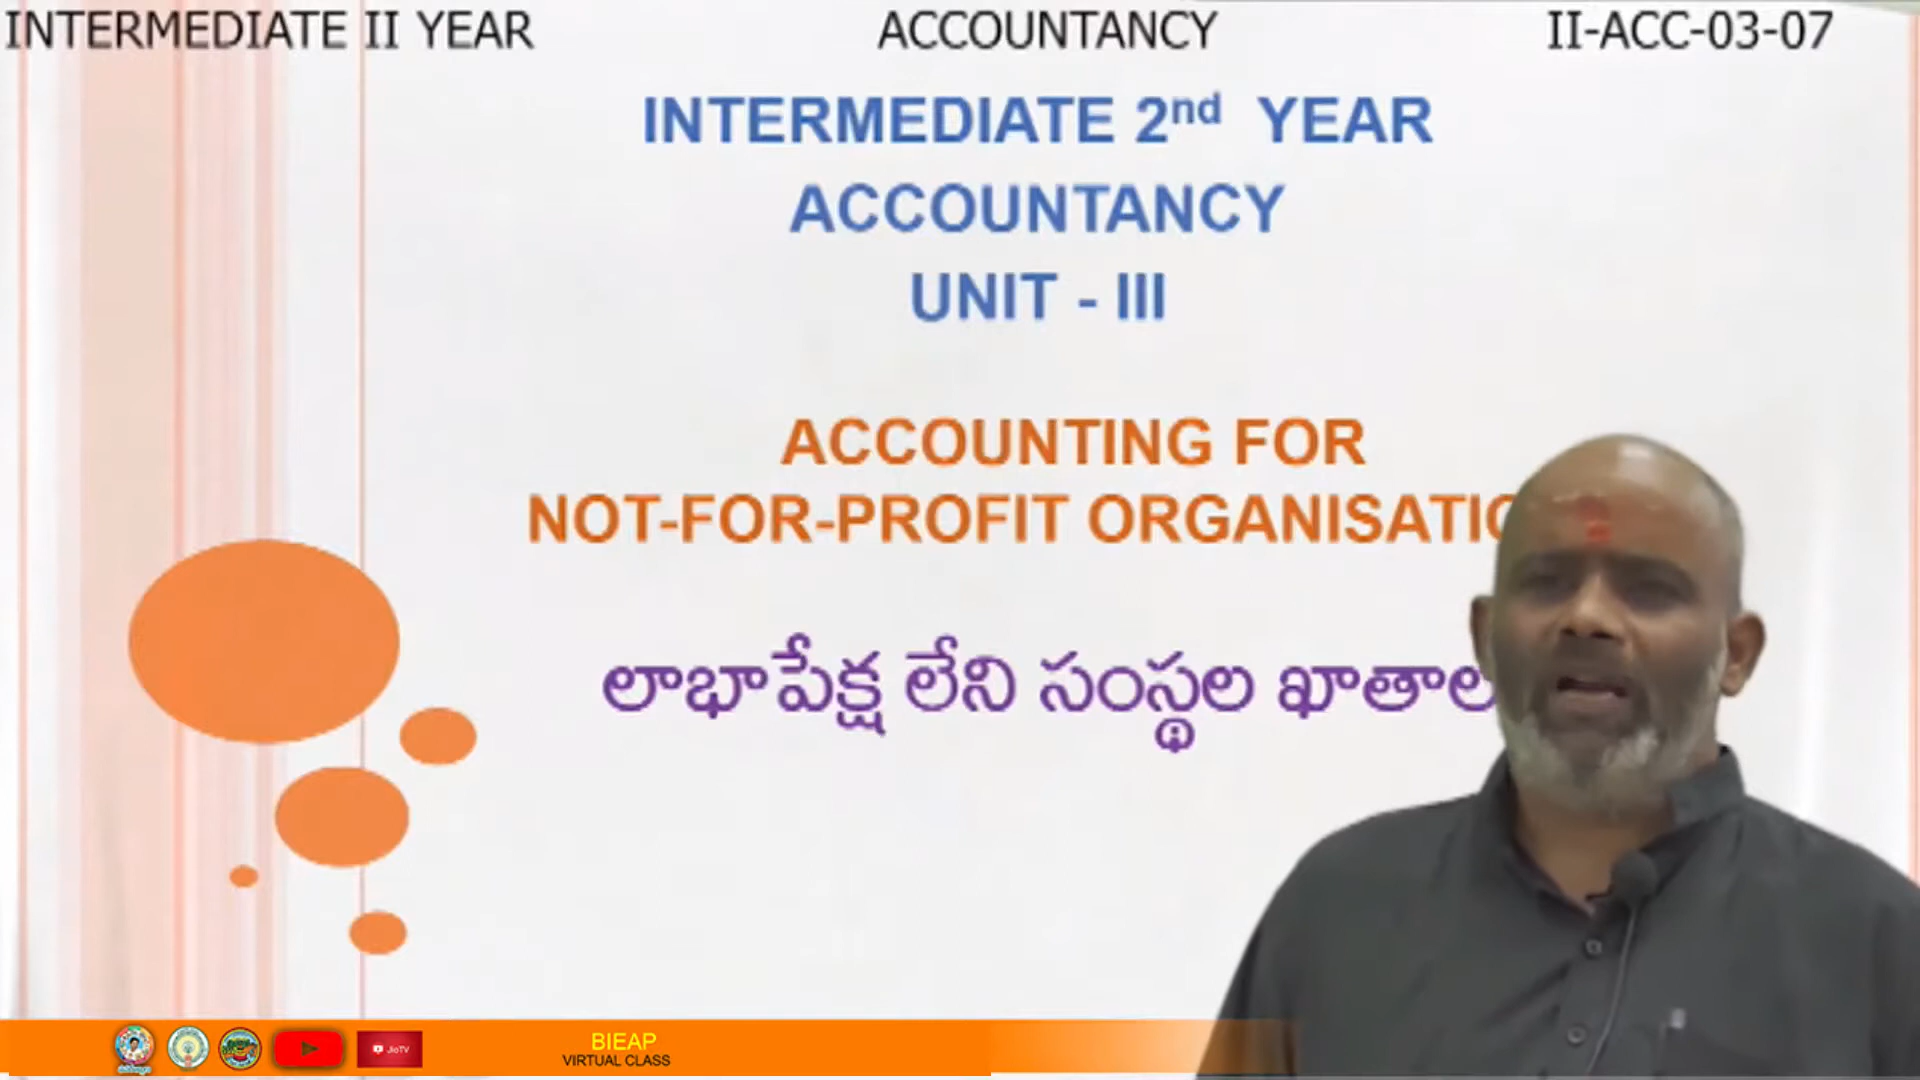 INTERMEDIATE II YEAR ACCOUNTANCY II-ACC-03-07
INTERMEDIATE 2nd YEAR
ACCOUNTANCY
UNIT - III
ACCOUNTING FOR
NOT-FOR-PROFIT
లాభాపేక్ష లేని సంస్థల
JioTV
BIEAP
VIRTUAL CLASS